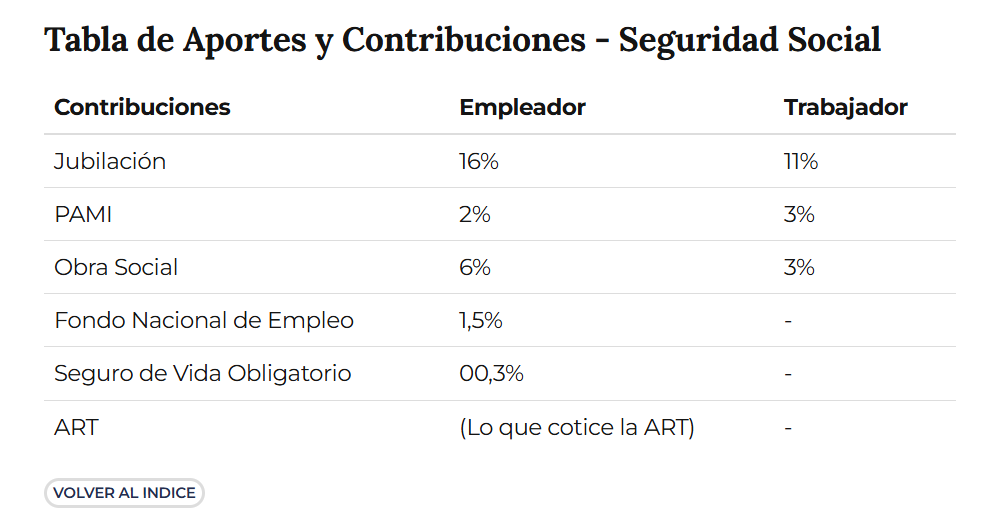 Tabla de Aportes y Contribuciones - Seguridad Social
Contribuciones Empleador Trabajador
Jubilación 16% 11%
PAMI 2% 3%
Obra Social 6% 3%
Fondo Nacional de Empleo 1,5% -
Seguro de Vida Obligatorio 00,3% -
ART (Lo que cotice la ART) -
VOLVER AL INDICE